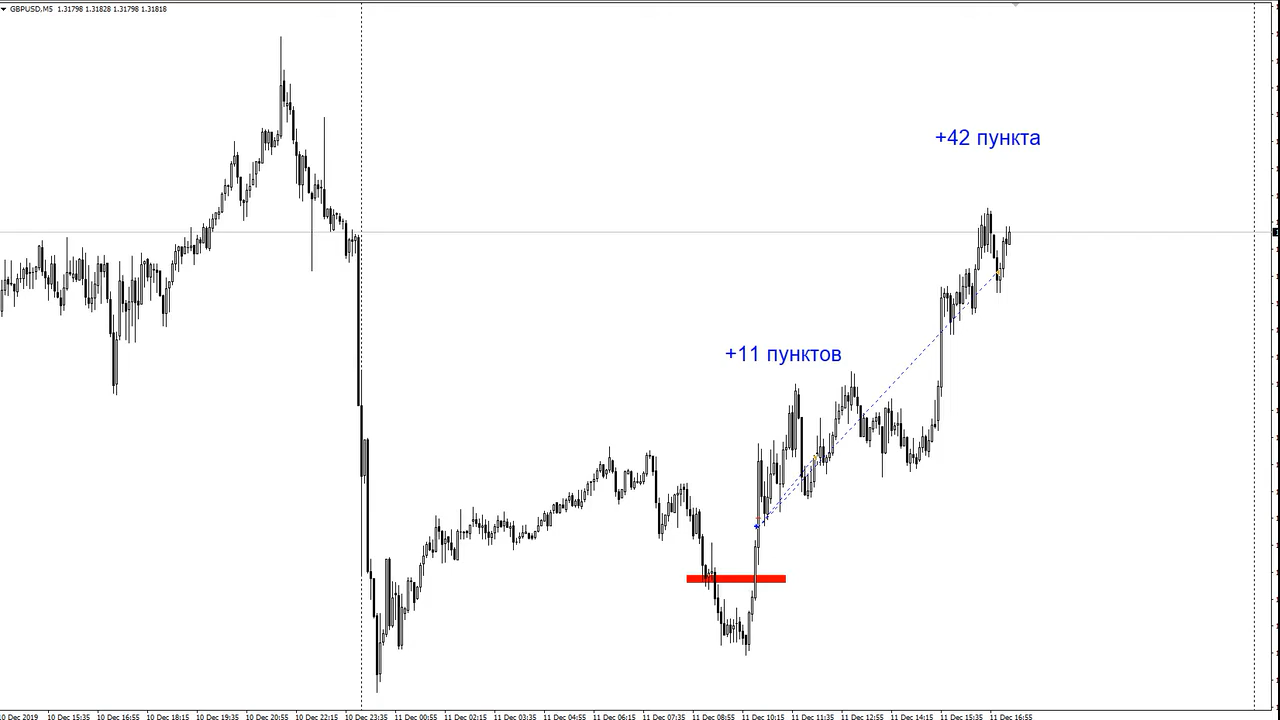 GBPUSD,M5 1.31798 1.31828 1.31798 1.31818
+42 пункта
+11 пунктов
10 Dec 2019 10 Dec 15:35 10 Dec 16:55 10 Dec 18:15 10 Dec 19:35 10 Dec 20:55 10 Dec 22:15 10 Dec 23:35 11 Dec 00:55 11 Dec 02:15 11 Dec 03:35 11 Dec 04:55 11 Dec 06:15 11 Dec 07:35 11 Dec 08:55 11 Dec 10:15 11 Dec 11:35 11 Dec 12:55 11 Dec 14:15 11 Dec 15:35 11 Dec 16:55